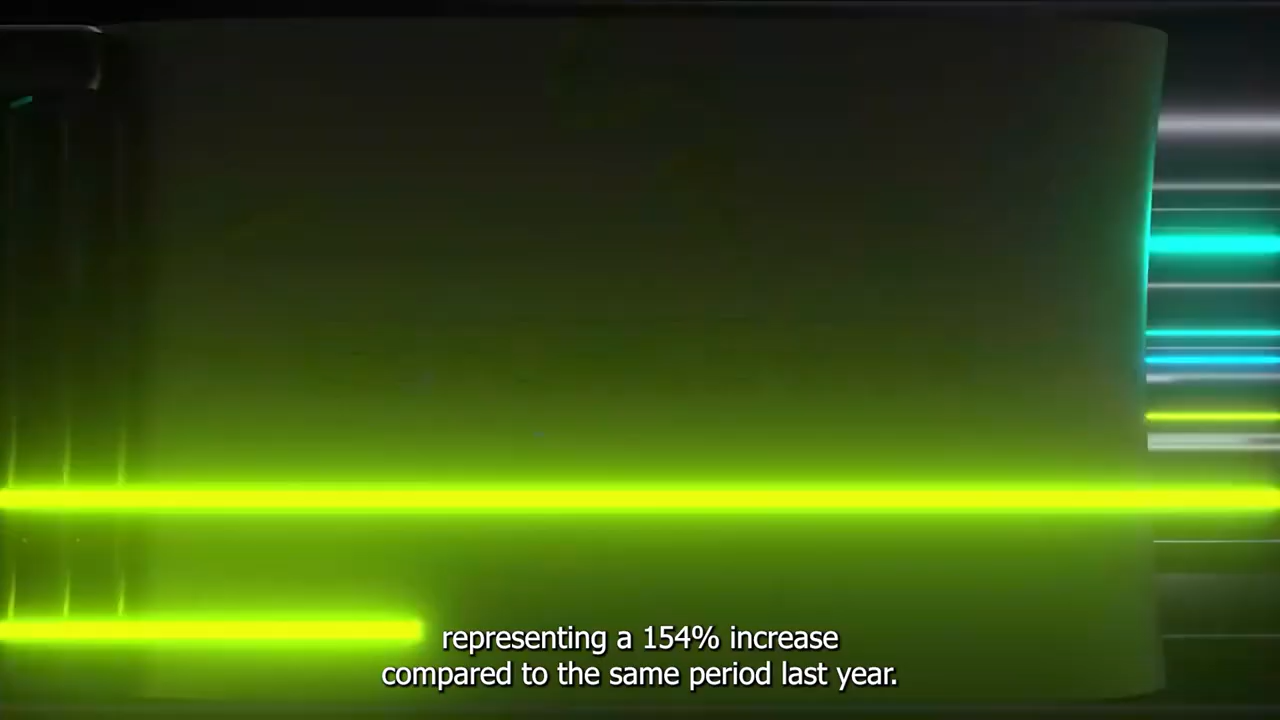 representing a 154% increase
compared to the same period last year.